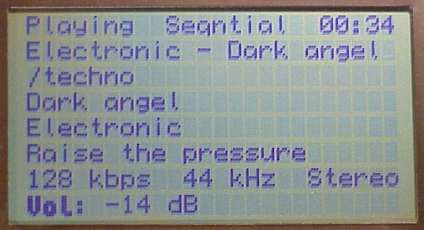 Playing Seqntial 00:34
Electronic - Dark angel
/techno
Dark angel
Electronic
Raise the pressure
128 kbps 44 kHz Stereo
Vol: -14 dB